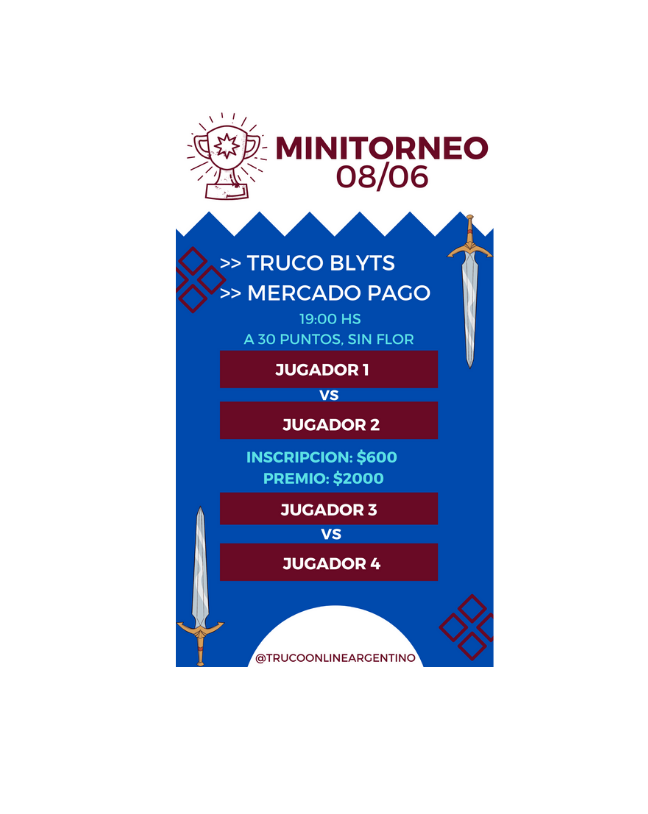 MINITORNEO
08/06
>> TRUCO BLYTS
>> MERCADO PAGO
19:00 HS
A 30 PUNTOS, SIN FLOR
JUGADOR 1
VS
JUGADOR 2
INSCRIPCION: $600
PREMIO: $2000
JUGADOR 3
VS
JUGADOR 4
@TRUCOONLINEARGENTINO